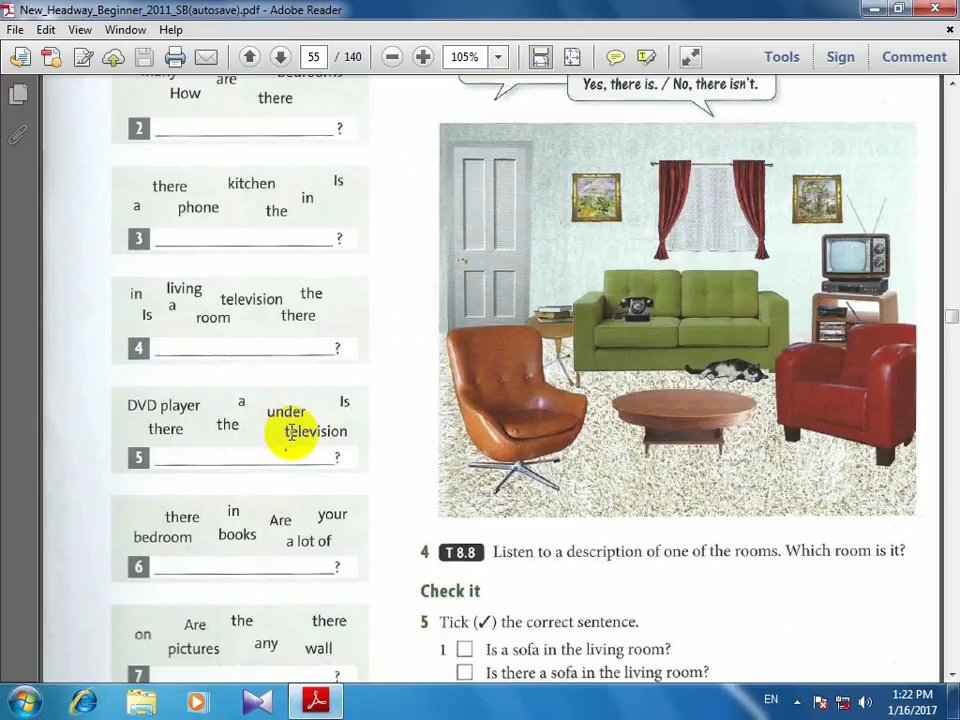 New_Headway_Beginner_2011_SB(autosave).pdf - Adobe Reader
File Edit View Window Help
55 / 140 105% Tools Sign Comment
are bedrooms
How there
2 ?
there kitchen Is
a phone the in
3 ?
in living television the
Is a room there
4 ?
DVD player a under Is
there the television
5 ?
there in Are your
bedroom books a lot of
6 ?
on Are the there
pictures any wall
7 ?
Yes, there is. / No, there isn't.
4 T 8.8 Listen to a description of one of the rooms. Which room is it?
Check it
5 Tick (✓) the correct sentence.
1 Is a sofa in the living room?
Is there a sofa in the living room?
EN 1:22 PM
1/16/2017